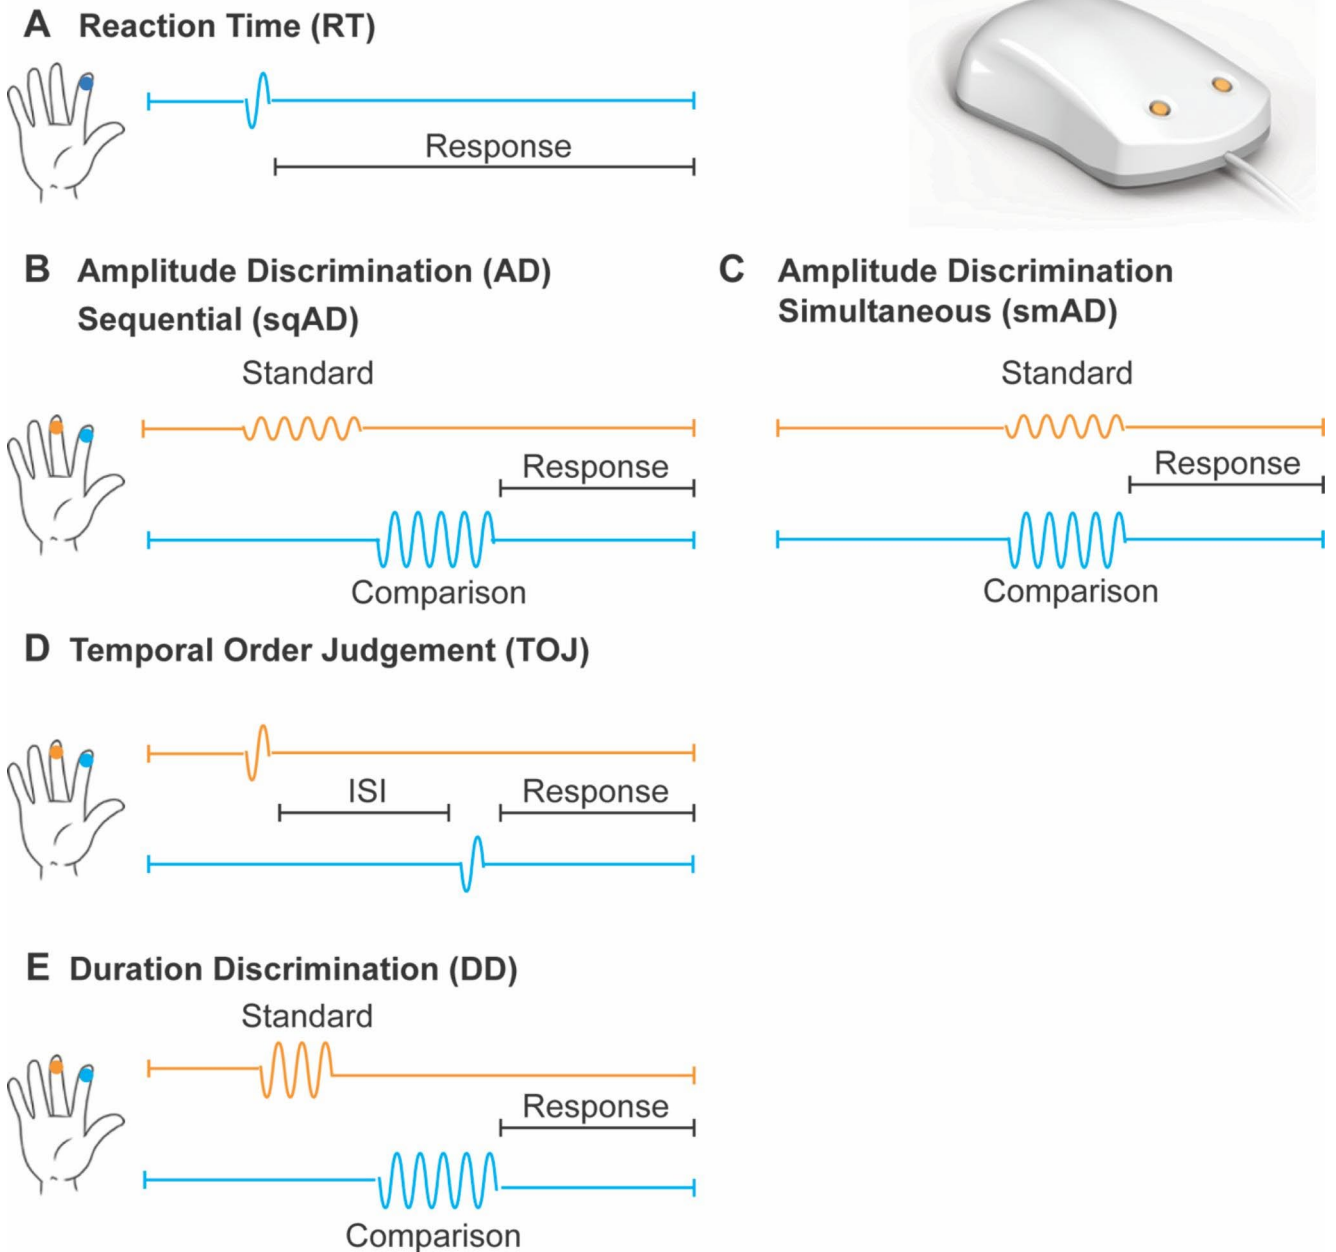 A Reaction Time (RT)
Response
B Amplitude Discrimination (AD)
Sequential (sqAD)
Standard
Response
Comparison
C Amplitude Discrimination
Simultaneous (smAD)
Standard
Response
Comparison
D Temporal Order Judgement (TOJ)
ISI
Response
E Duration Discrimination (DD)
Standard
Response
Comparison